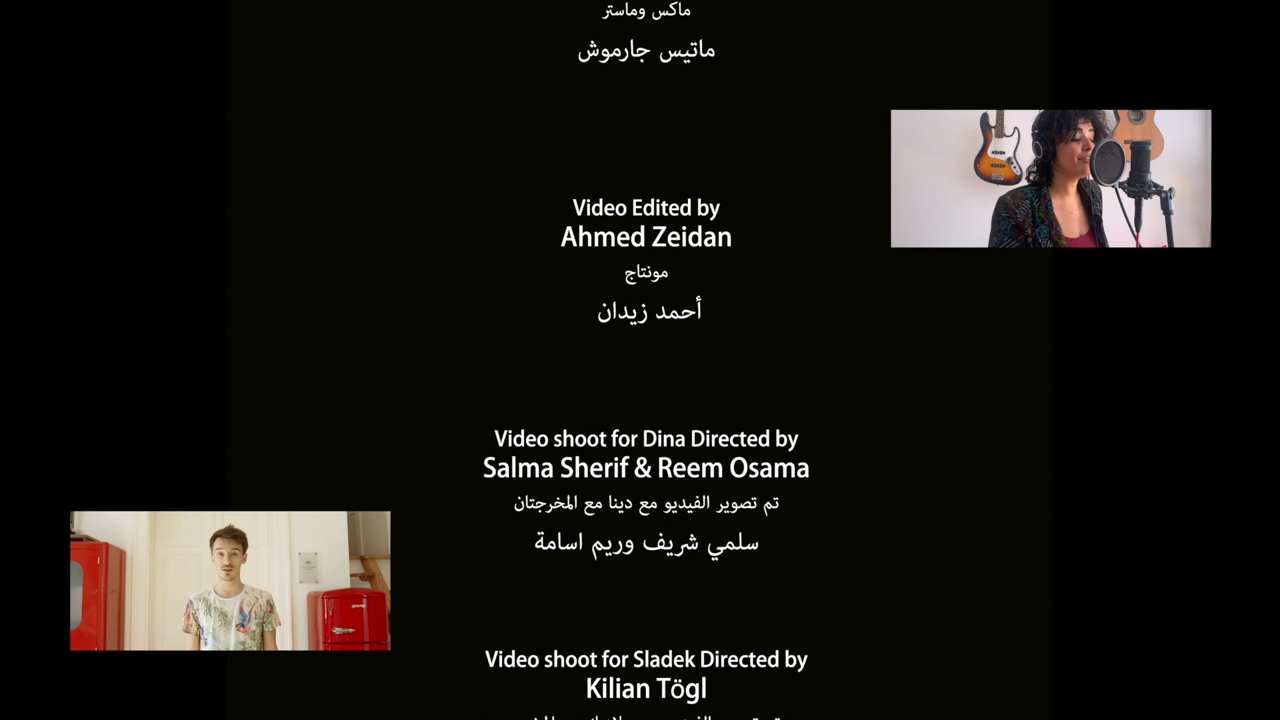 ماكس وماستر
ماتيس جارموش
Video Edited by
Ahmed Zeidan
مونتاج
أحمد زيدان
Video shoot for Dina Directed by
Salma Sherif & Reem Osama
تم تصوير الفيديو مع دينا مع المخرجتان
سلمي شريف وريم اسامة
Video shoot for Sladek Directed by
Kilian Tögl